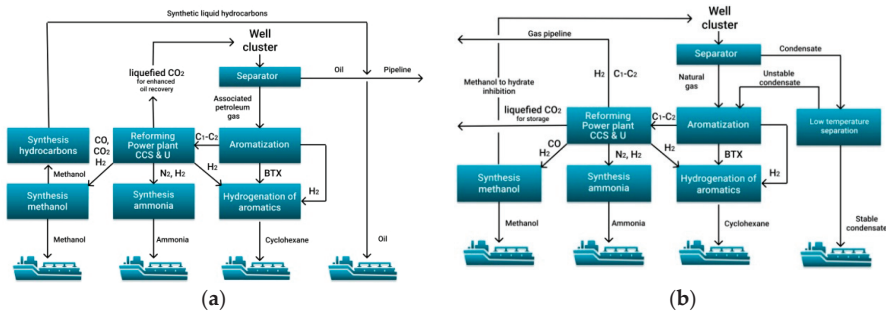 Synthetic liquid hydrocarbons
Well
cluster
liquefied CO₂
for enhanced
oil recovery
Separator
Oil
Pipeline
Associated
petroleum
gas
Synthesis
hydrocarbons
CO,
CO₂
H₂
Reforming
Power plant
CCS & U
C₁-C₂
Aromatization
Methanol
N₂, H₂
H₂
BTX
H₂
Synthesis
methanol
Synthesis
ammonia
Hydrogenation of
aromatics
Methanol
Ammonia
Cyclohexane
Oil
(a)
Well
cluster
Gas pipeline
Separator
Condensate
H₂
C₁-C₂
Methanol to hydrate
inhibition
Natural
gas
Unstable
condensate
liquefied CO₂
for storage
Reforming
Power plant
CCS & U
C₁-C₂
Aromatization
Low temperature
separation
CO
H₂
N₂, H₂
H₂
BTX
H₂
Synthesis
methanol
Synthesis
ammonia
Hydrogenation of
aromatics
Methanol
Ammonia
Cyclohexane
Stable
condensate
(b)